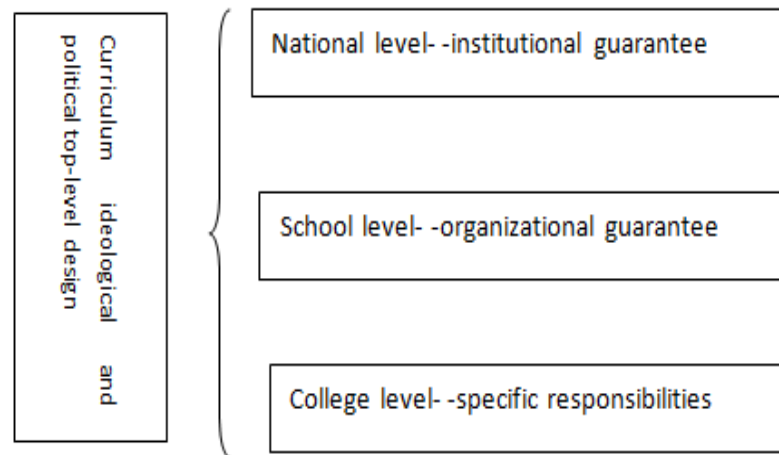 Curriculum ideological and
political top-level design
National level- -institutional guarantee
School level- -organizational guarantee
College level- -specific responsibilities